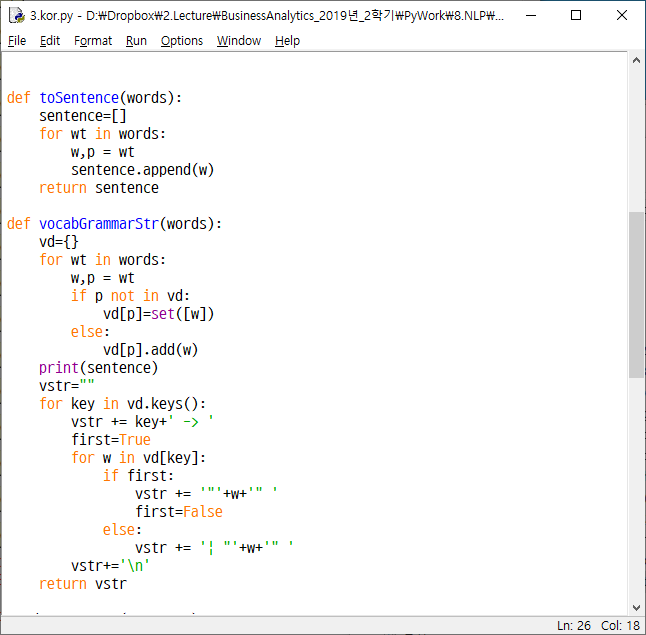 3.kor.py - D:₩Dropbox₩2.Lecture₩BusinessAnalytics_2019년_2학기₩PyWork₩8.NLP₩...
File Edit Format Run Options Window Help
def toSentence(words):
    sentence=[]
    for wt in words:
        w,p = wt
        sentence.append(w)
    return sentence
def vocabGrammarStr(words):
    vd={}
    for wt in words:
        w,p = wt
        if p not in vd:
            vd[p]=set([w])
        else:
            vd[p].add(w)
    print(sentence)
    vstr=""
    for key in vd.keys():
        vstr += key+' -> '
        first=True
        for w in vd[key]:
            if first:
                vstr += '"'+w+'" '
                first=False
            else:
                vstr += '¦ "'+w+'" '
        vstr+='\n'
    return vstr
Ln: 26 Col: 18